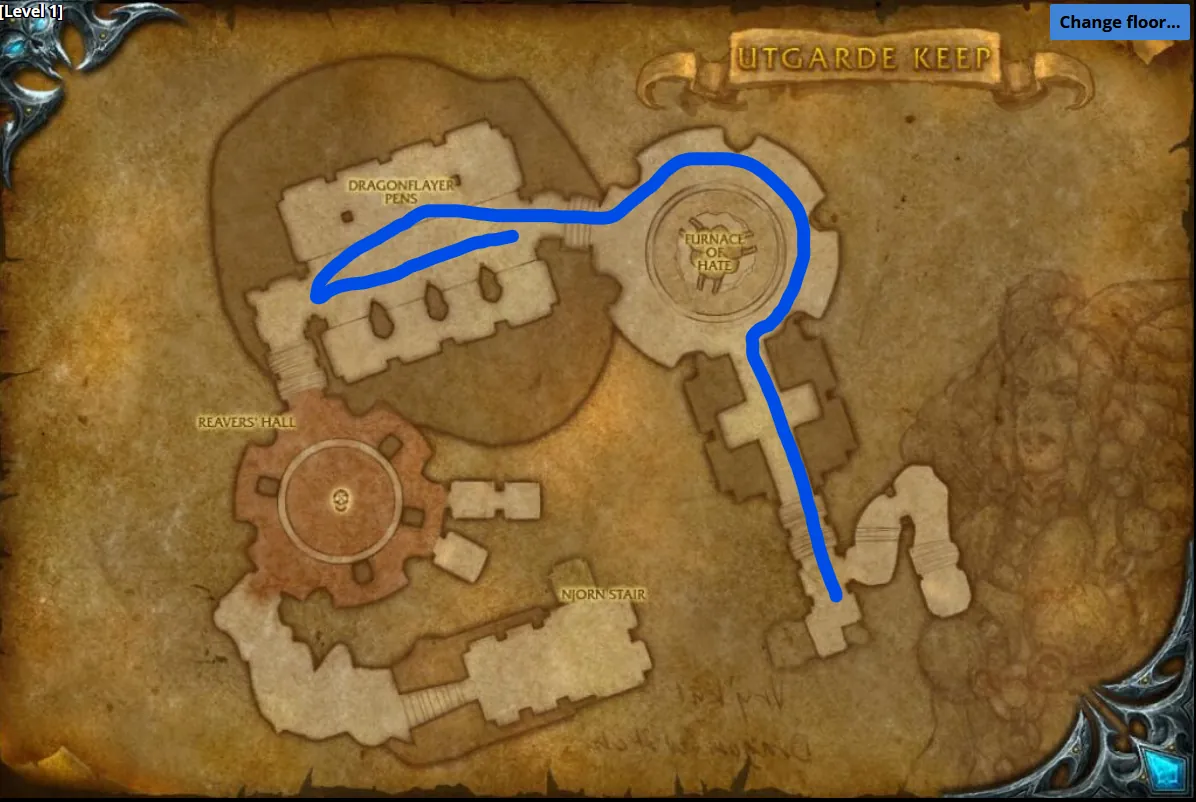 [Level 1]
Change floor...
UTGARDE KEEP
DRAGONFLAYER
PENS
FURNACE
OF
HATE
REAVERS' HALL
NJORN STAIR